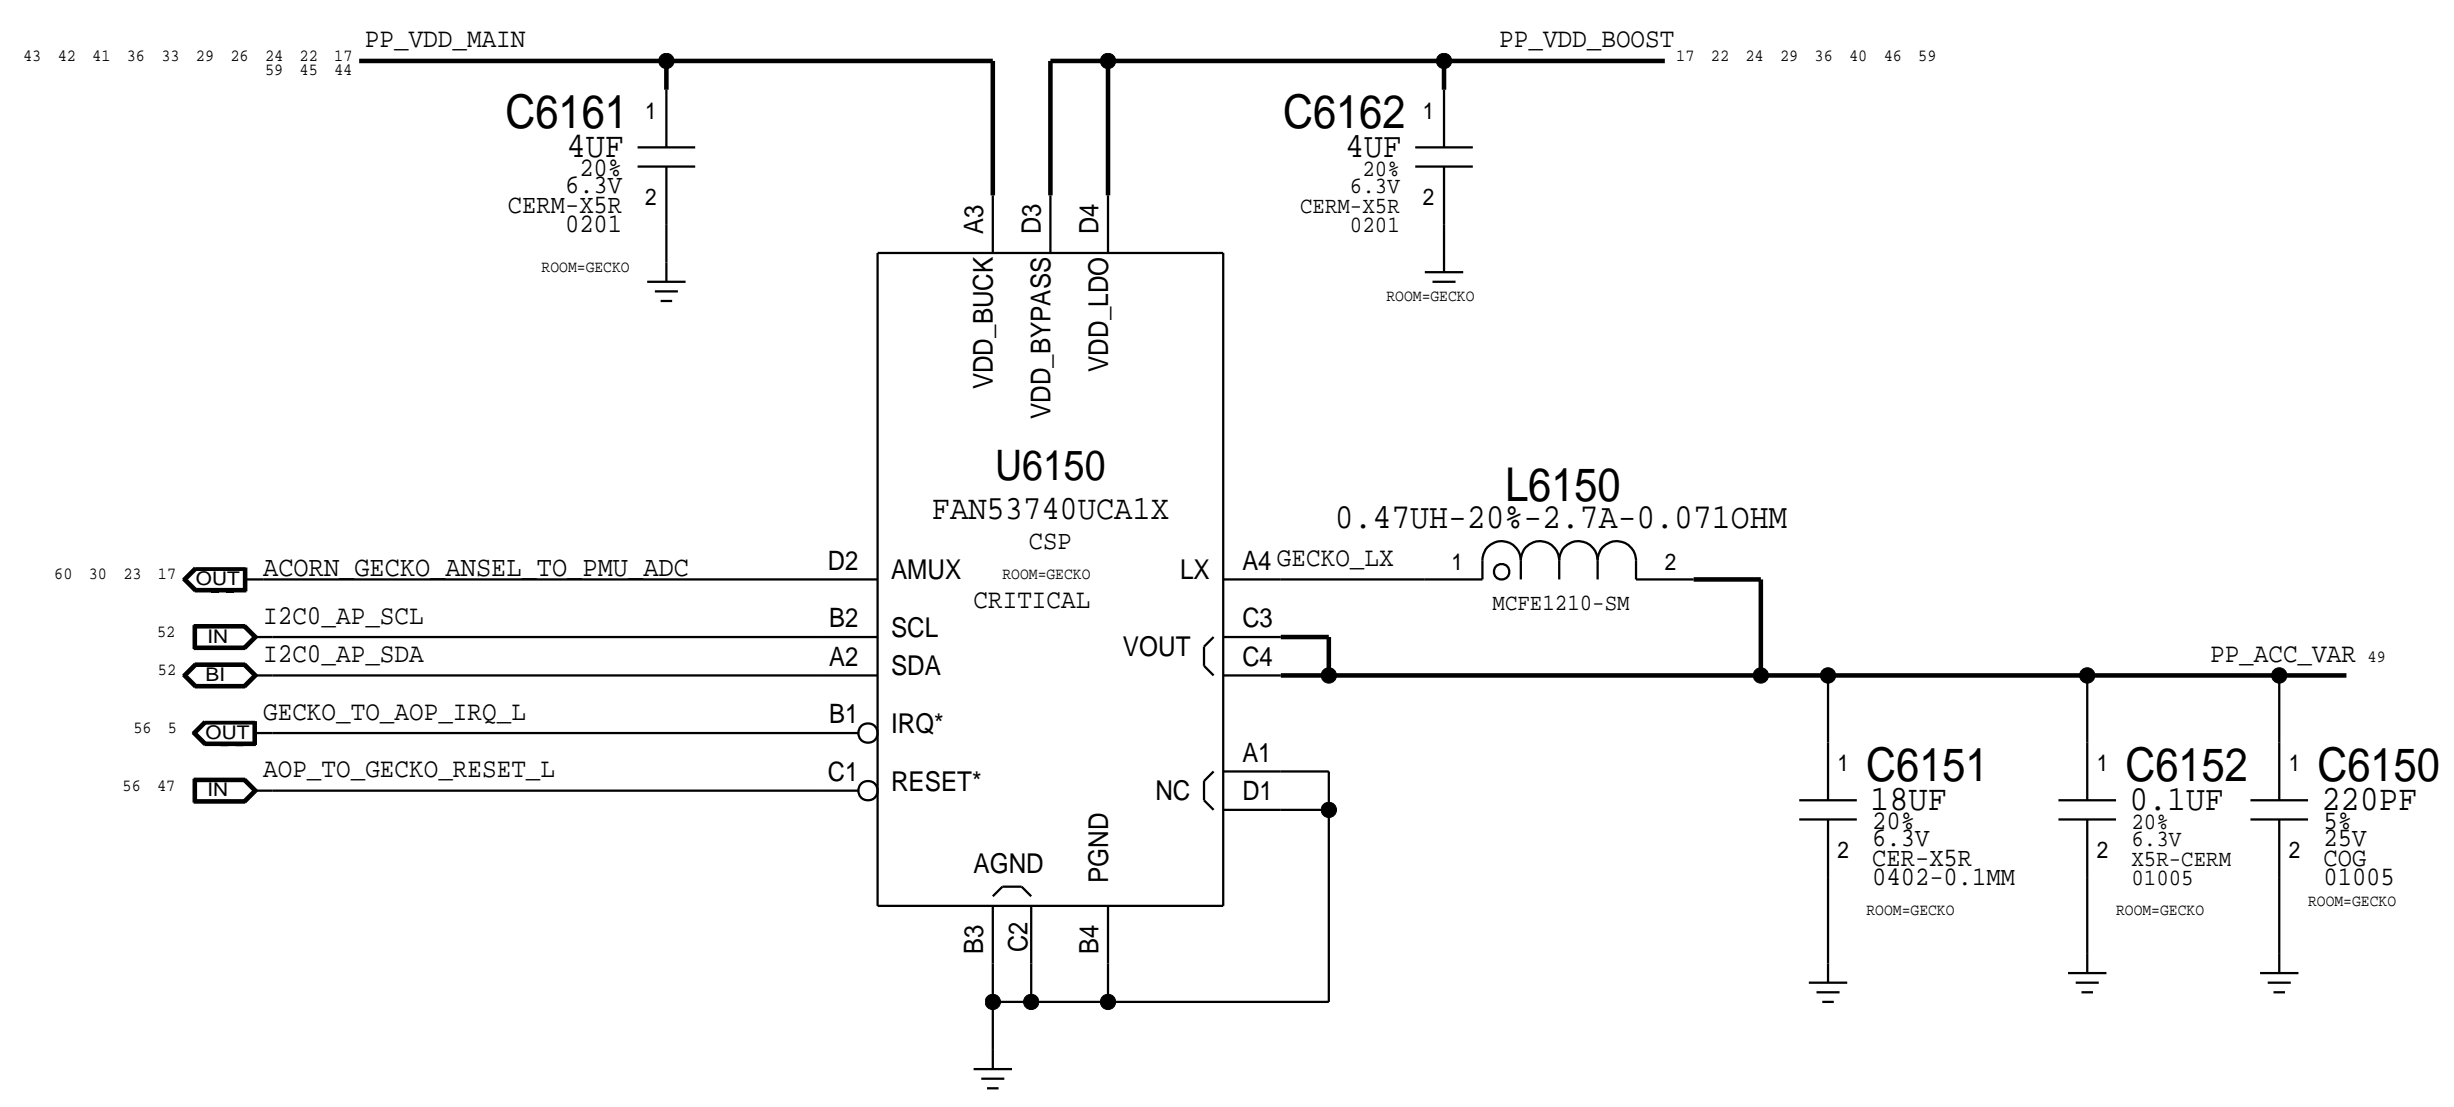 PP_VDD_MAIN
43 42 41 36 33 29 26 24 22 17
59 45 44
PP_VDD_BOOST
17 22 24 29 36 40 46 59
C6161
1
4UF
20%
6.3V
CERM-X5R
0201
2
ROOM=GECKO
C6162
1
4UF
20%
6.3V
CERM-X5R
0201
2
ROOM=GECKO
A3
D3
D4
VDD_BUCK
VDD_BYPASS
VDD_LDO
U6150
FAN53740UCA1X
CSP
ROOM=GECKO
CRITICAL
60 30 23 17
OUT
ACORN_GECKO_ANSEL_TO_PMU_ADC
D2
AMUX
52
IN
I2C0_AP_SCL
B2
SCL
52
BI
I2C0_AP_SDA
A2
SDA
56 5
OUT
GECKO_TO_AOP_IRQ_L
B1
IRQ*
56 47
IN
AOP_TO_GECKO_RESET_L
C1
RESET*
LX
A4
GECKO_LX
L6150
0.47UH-20%-2.7A-0.071OHM
1
2
MCFE1210-SM
VOUT
C3
C4
PP_ACC_VAR 49
NC
A1
D1
AGND
PGND
B3
C2
B4
1
C6151
18UF
20%
6.3V
CER-X5R
0402-0.1MM
2
ROOM=GECKO
1
C6152
0.1UF
20%
6.3V
X5R-CERM
01005
2
ROOM=GECKO
1
C6150
220PF
5%
25V
COG
01005
2
ROOM=GECKO